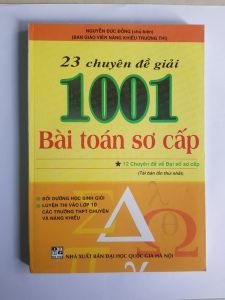 NGUYỄN ĐỨC ĐỒNG (chủ biên)
(BAN GIÁO VIÊN NĂNG KHIẾU TRƯỜNG THI)
23 chuyên đề giải
1001
Bài toán sơ cấp
★ 12 Chuyên đề về Đại số sơ cấp
(Tái bản lần thứ nhất)
• BỒI DƯỠNG HỌC SINH GIỎI
• LUYỆN THI VÀO LỚP 10
CÁC TRƯỜNG THPT CHUYÊN
VÀ NĂNG KHIẾU
Σ Δ Ω
NHÀ XUẤT BẢN ĐẠI HỌC QUỐC GIA HÀ NỘI